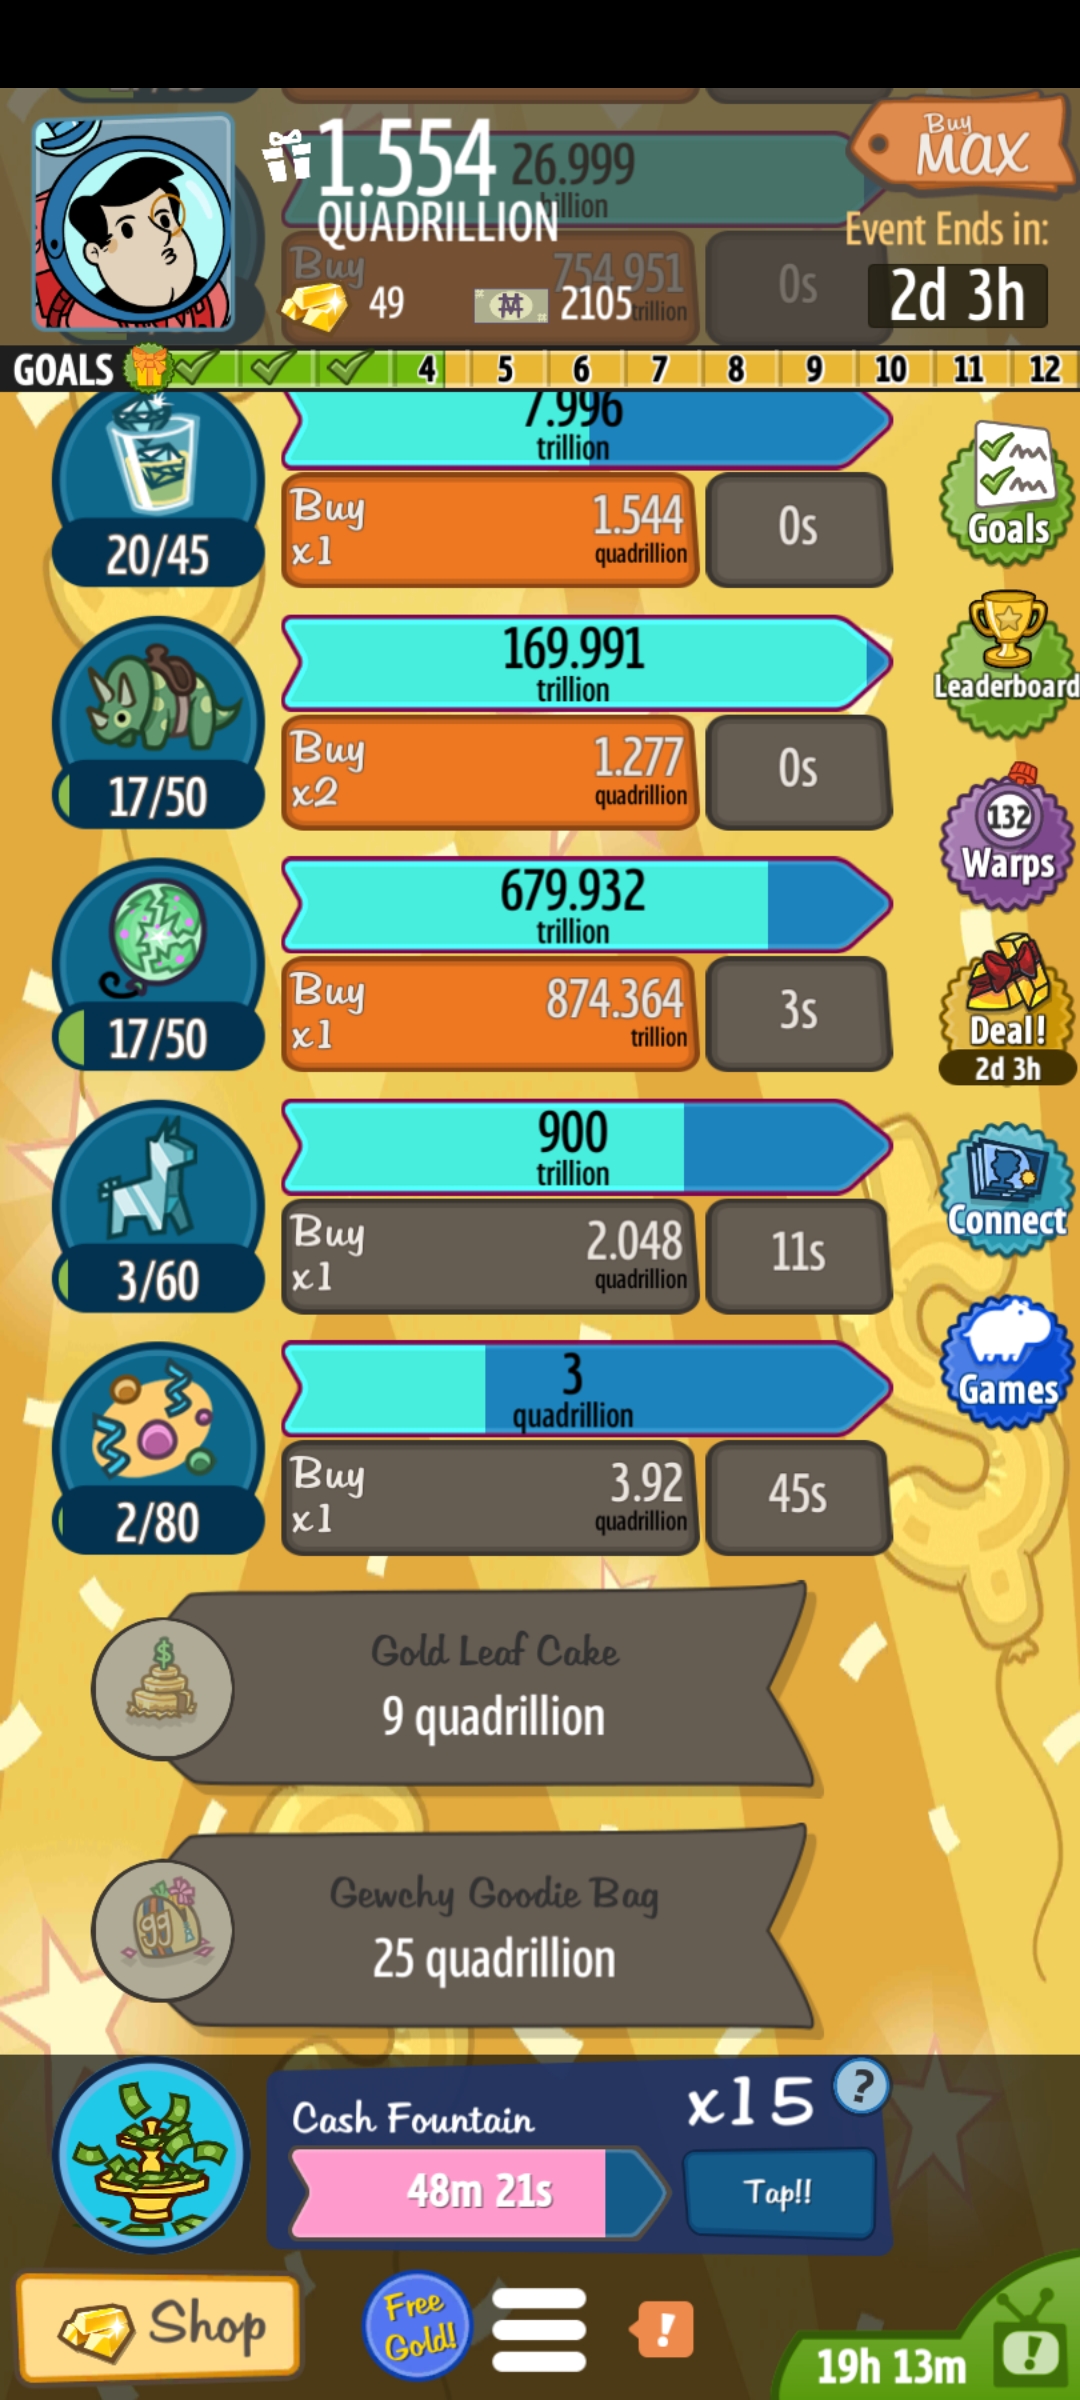 1.554
QUADRILLION
26.999
Buy
MAX
Event Ends in:
2d 3h
Buy
754.951
trillion
0s
49
2105
GOALS
4 5 6 7 8 9 10 11 12
7.996
trillion
20/45
Buy
x1
1.544
quadrillion
0s
Goals
169.991
trillion
17/50
Buy
x2
1.277
quadrillion
0s
Leaderboard
679.932
trillion
17/50
Buy
x1
874.364
trillion
3s
132
Warps
Deal!
2d 3h
900
trillion
3/60
Buy
x1
2.048
quadrillion
11s
Connect
3
quadrillion
2/80
Buy
x1
3.92
quadrillion
45s
Games
Gold Leaf Cake
9 quadrillion
Gewchy Goodie Bag
25 quadrillion
Cash Fountain
x15
?
48m 21s
Tap!!
Shop
Free
Gold!
!
19h 13m
!